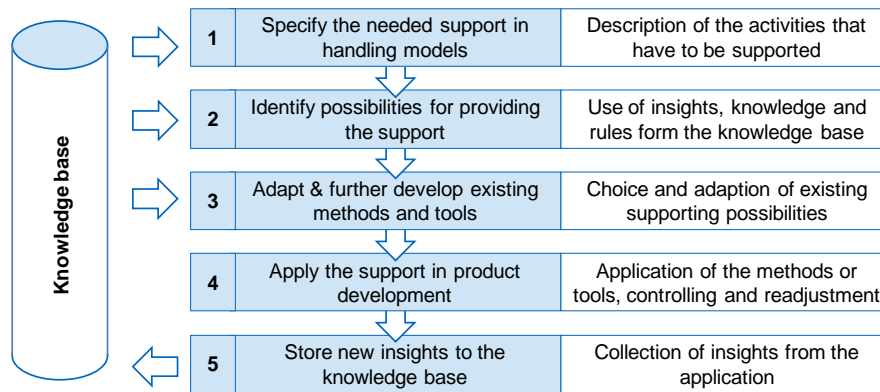 Knowledge base
1
Specify the needed support in
handling models
Description of the activities that
have to be supported
2
Identify possibilities for providing
the support
Use of insights, knowledge and
rules form the knowledge base
3
Adapt & further develop existing
methods and tools
Choice and adaption of existing
supporting possibilities
4
Apply the support in product
development
Application of the methods or
tools, controlling and readjustment
5
Store new insights to the
knowledge base
Collection of insights from the
application